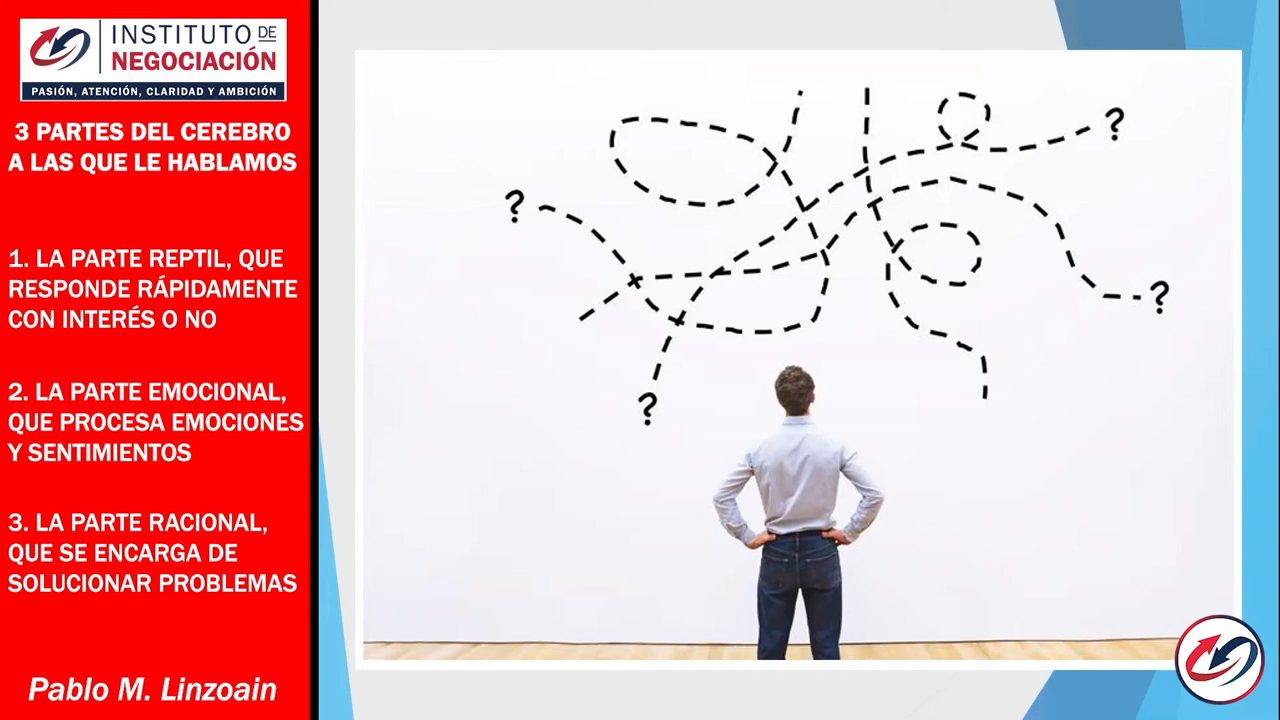 INSTITUTO DE
NEGOCIACIÓN
PASIÓN, ATENCIÓN, CLARIDAD Y AMBICIÓN
3 PARTES DEL CEREBRO
A LAS QUE LE HABLAMOS
1. LA PARTE REPTIL, QUE
RESPONDE RÁPIDAMENTE
CON INTERÉS O NO
2. LA PARTE EMOCIONAL,
QUE PROCESA EMOCIONES
Y SENTIMIENTOS
3. LA PARTE RACIONAL,
QUE SE ENCARGA DE
SOLUCIONAR PROBLEMAS
Pablo M. Linzoain
?
?
?
?